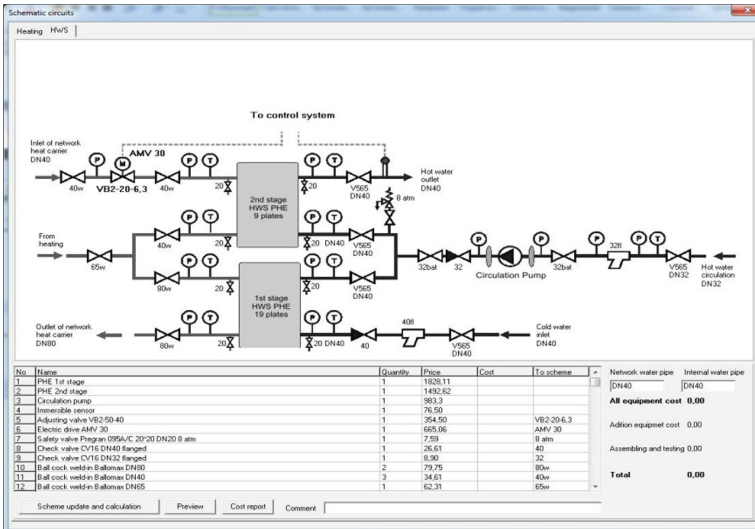 Schematic circuits
Heating HWS
To control system
Inlet of network
heat carrier
DN40
P M AMV 30 P T P T
40w VB2-20-6,3 40w 20 20 V565
DN40
Hot water
outlet
DN40
2nd stage
HWS PHE
9 plates
8 atm
From
heating
P T P T
65w 40w 20 20 DN40 V565
DN40
P T P T
80w 20 20 V565
DN40
P P P T
32bat 32 Circulation Pump 32bat 32fl V565
DN32
Hot water
circulation
DN32
1st stage
HWS PHE
19 plates
Outlet of network
heat carrier
DN80
P T P T
80w 20 20 DN40 40 40fl V565
DN40
Cold water
inlet
DN40
No Name Quantity Price Cost To scheme
1 PHE 1st stage 1 1828,11
2 PHE 2nd stage 1 1492,62
3 Circulation pump 1 983,3
4 Immersible sensor 1 76,50
5 Adjusting valve VB2-50-40 1 354,50 VB2-20-6,3
6 Electric drive AMV 30 1 665,06 AMV 30
7 Safety valve Pregran 095A/C 20*20 DN20 8 atm 1 7,59 8 atm
8 Check valve CV16 DN40 flanged 1 26,61 40
9 Check valve CV16 DN32 flanged 1 8,90 32
10 Ball cock weld-in Ballomax DN80 2 79,75 80w
11 Ball cock weld-in Ballomax DN40 3 34,61 40w
12 Ball cock weld-in Ballomax DN65 1 62,31 65w
Network water pipe Internal water pipe
DN40 DN40
All equipment cost 0,00
Adition equipmet cost 0,00
Assembling and testing 0,00
Total 0,00
Scheme update and calculation Preview Cost report Comment